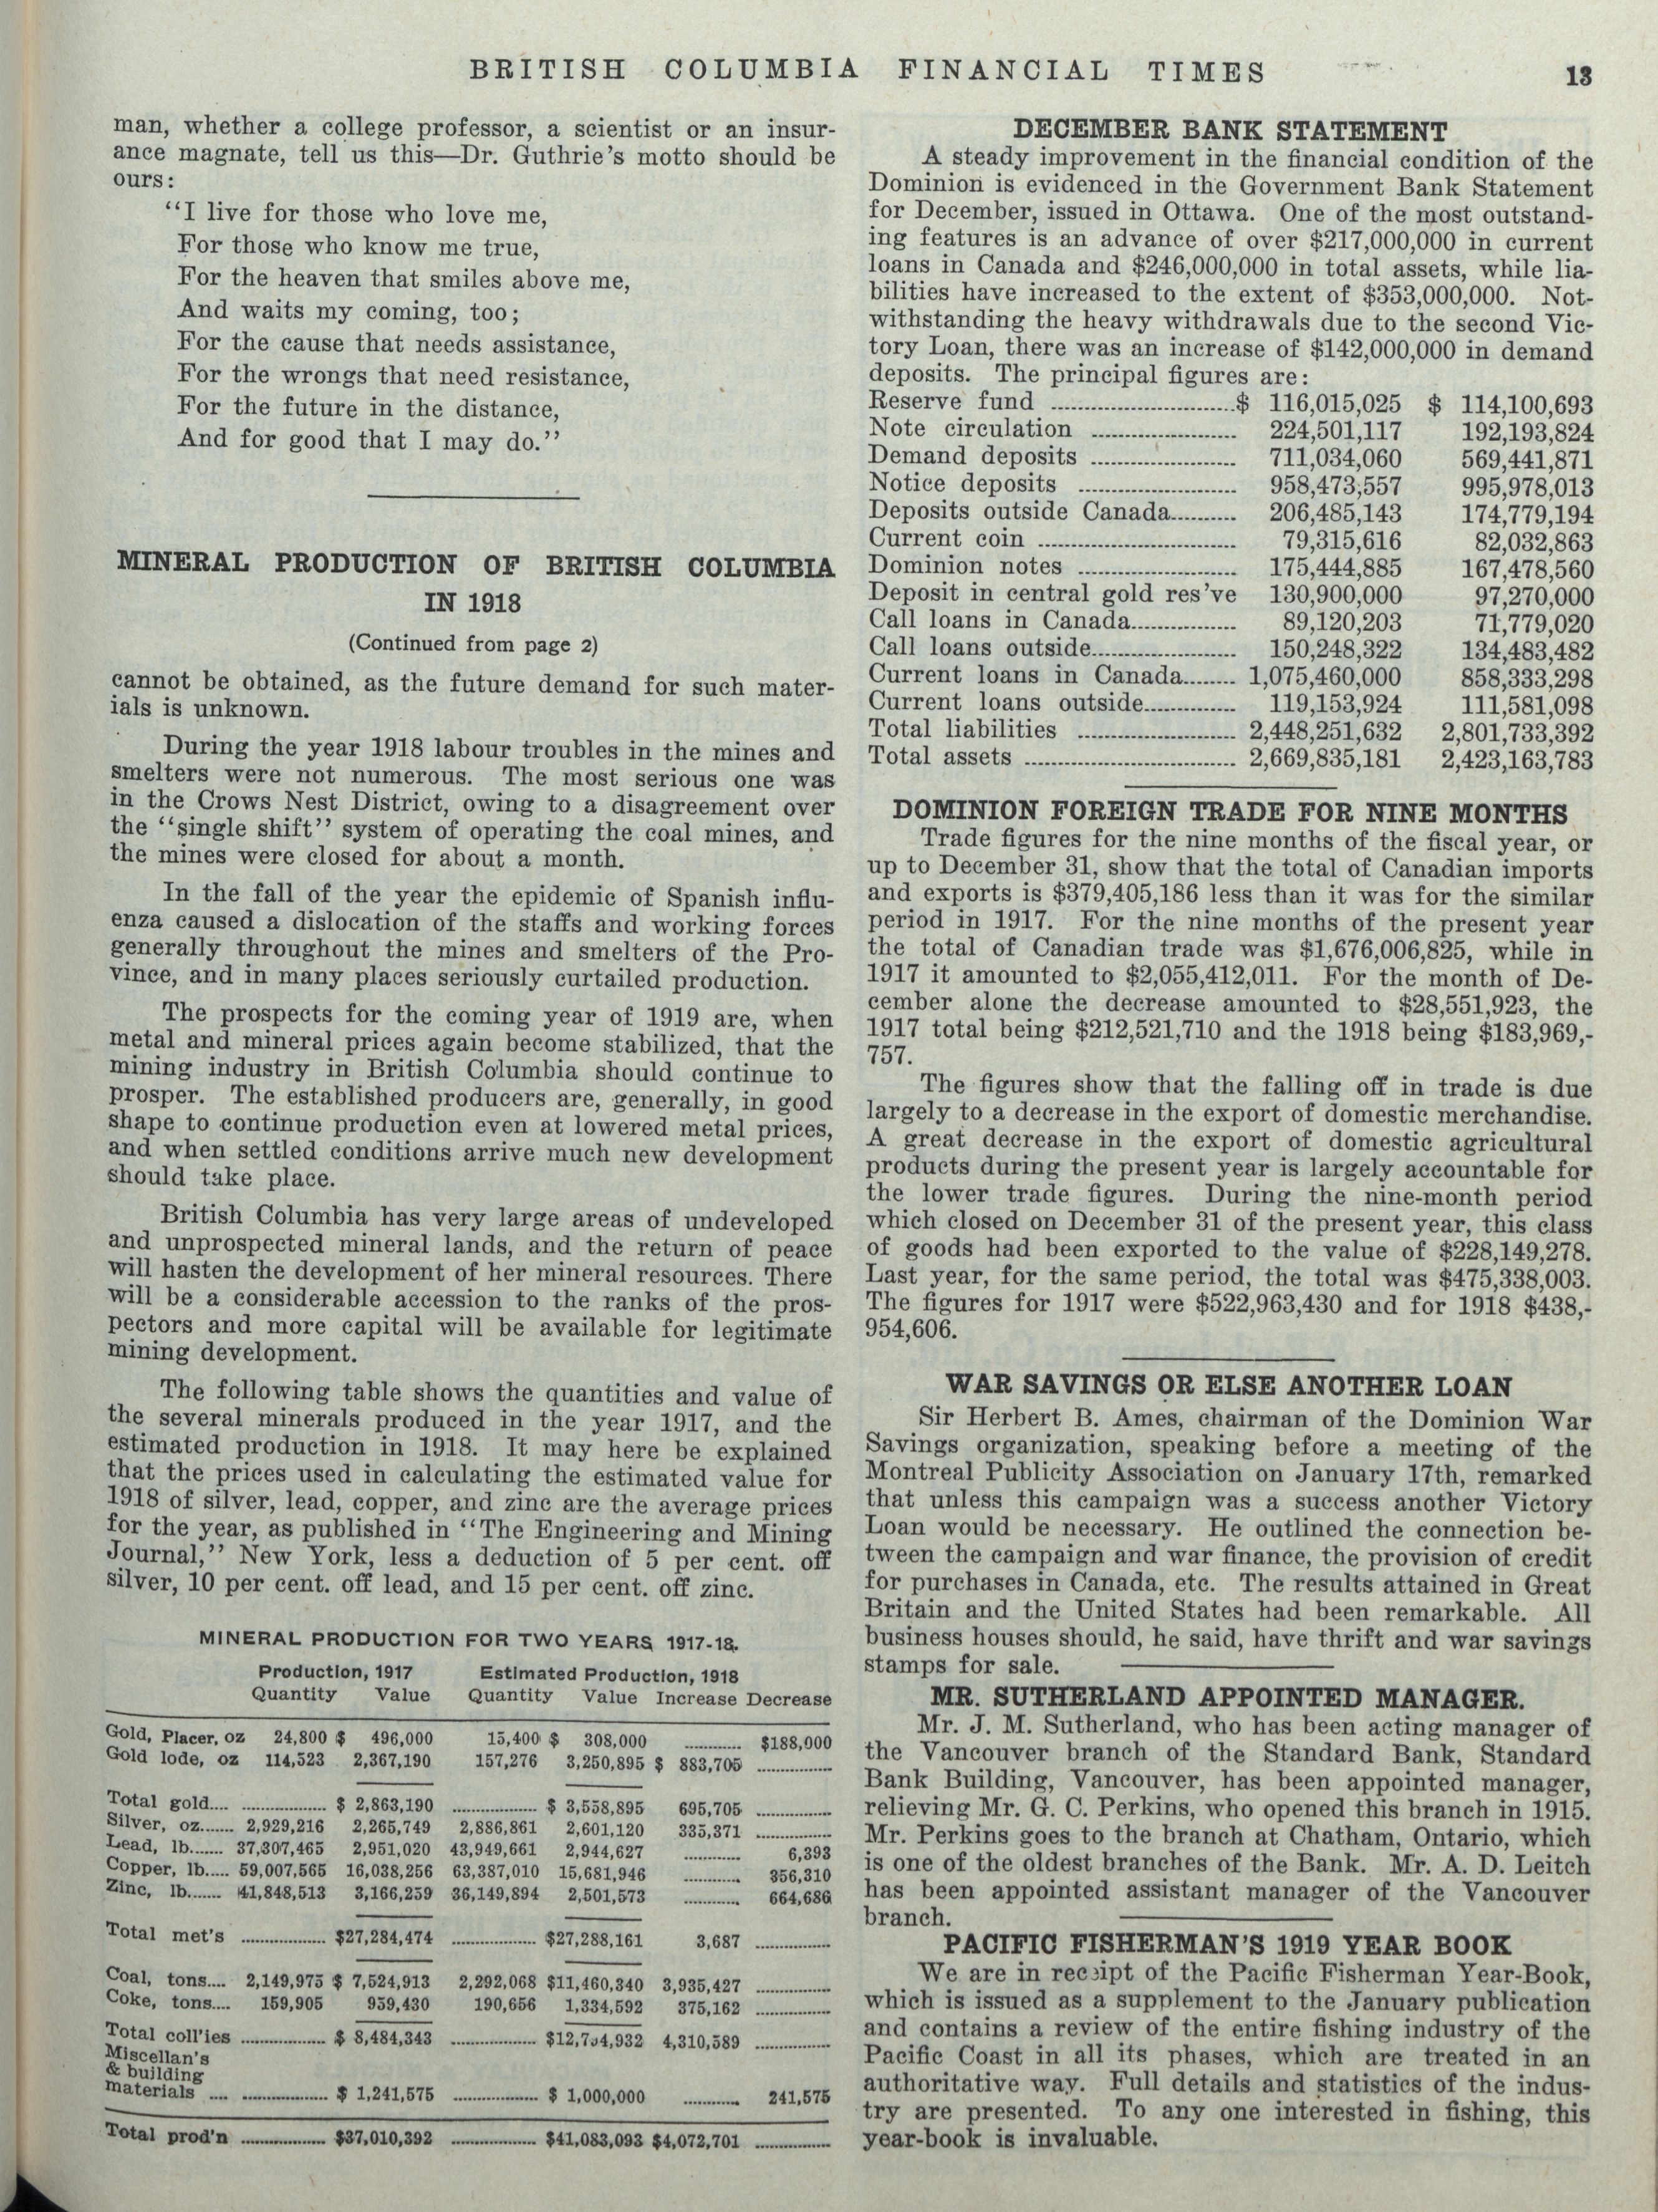 BRITISH COLUMBIA FINANCIAL TIMES 13
man, whether a college professor, a scientist or an insur-
ance magnate, tell us this—Dr. Guthrie's motto should be
ours:
"I live for those who love me,
For those who know me true,
For the heaven that smiles above me,
And waits my coming, too;
For the cause that needs assistance,
For the wrongs that need resistance,
For the future in the distance,
And for good that I may do."
MINERAL PRODUCTION OF BRITISH COLUMBIA
IN 1918
(Continued from page 2)
cannot be obtained, as the future demand for such mater-
ials is unknown.
During the year 1918 labour troubles in the mines and
smelters were not numerous. The most serious one was
in the Crows Nest District, owing to a disagreement over
the "single shift" system of operating the coal mines, and
the mines were closed for about a month.
In the fall of the year the epidemic of Spanish influ-
enza caused a dislocation of the staffs and working forces
generally throughout the mines and smelters of the Pro-
vince, and in many places seriously curtailed production.
The prospects for the coming year of 1919 are, when
metal and mineral prices again become stabilized, that the
mining industry in British Columbia should continue to
prosper. The established producers are, generally, in good
shape to continue production even at lowered metal prices,
and when settled conditions arrive much new development
should take place.
British Columbia has very large areas of undeveloped
and unprospected mineral lands, and the return of peace
will hasten the development of her mineral resources. There
will be a considerable accession to the ranks of the pros-
pectors and more capital will be available for legitimate
mining development.
The following table shows the quantities and value of
the several minerals produced in the year 1917, and the
estimated production in 1918. It may here be explained
that the prices used in calculating the estimated value for
1918 of silver, lead, copper, and zinc are the average prices
for the year, as published in "The Engineering and Mining
Journal," New York, less a deduction of 5 per cent. off
silver, 10 per cent. off lead, and 15 per cent. off zinc.
MINERAL PRODUCTION FOR TWO YEARS, 1917-18.
Production, 1917 Estimated Production, 1918
Quantity Value Quantity Value Increase Decrease
Gold, Placer, oz 24,800 $ 496,000 15,400 $ 308,000 ............ $188,000
Gold lode, oz 114,523 2,367,190 157,276 3,250,895 $ 883,705 ................
Total gold.... .................. $ 2,863,190 .................. $ 3,558,895 695,705 ................
Silver, oz....... 2,929,216 2,265,749 2,886,861 2,601,120 335,371 ................
Lead, lb....... 37,307,465 2,951,020 43,949,661 2,944,627 ............ 6,393
Copper, lb..... 59,007,565 16,038,256 63,387,010 15,681,946 ............ 356,310
Zinc, lb....... 41,848,513 3,166,259 36,149,894 2,501,573 ............ 664,686
Total met's .................. $27,284,474 .................. $27,288,161 3,687 ................
Coal, tons.... 2,149,975 $ 7,524,913 2,292,068 $11,460,340 3,935,427 ................
Coke, tons.... 159,905 959,430 190,656 1,334,592 375,162 ................
Total coll'ies .................. $ 8,484,343 .................. $12,794,932 4,310,589 ................
Miscellan's
& building
materials .... .................. $ 1,241,575 .................. $ 1,000,000 ............ 241,575
Total prod'n .................. $37,010,392 .................. $41,083,093 $4,072,701 ................
DECEMBER BANK STATEMENT
A steady improvement in the financial condition of the
Dominion is evidenced in the Government Bank Statement
for December, issued in Ottawa. One of the most outstand-
ing features is an advance of over $217,000,000 in current
loans in Canada and $246,000,000 in total assets, while lia-
bilities have increased to the extent of $353,000,000. Not-
withstanding the heavy withdrawals due to the second Vic-
tory Loan, there was an increase of $142,000,000 in demand
deposits. The principal figures are:
Reserve fund ............................$ 116,015,025 $ 114,100,693
Note circulation ...................... 224,501,117 192,193,824
Demand deposits ...................... 711,034,060 569,441,871
Notice deposits ........................ 958,473,557 995,978,013
Deposits outside Canada.......... 206,485,143 174,779,194
Current coin .............................. 79,315,616 82,032,863
Dominion notes ........................ 175,444,885 167,478,560
Deposit in central gold res've 130,900,000 97,270,000
Call loans in Canada................ 89,120,203 71,779,020
Call loans outside...................... 150,248,322 134,483,482
Current loans in Canada........ 1,075,460,000 858,333,298
Current loans outside.............. 119,153,924 111,581,098
Total liabilities ........................ 2,448,251,632 2,801,733,392
Total assets ................................ 2,669,835,181 2,423,163,783
DOMINION FOREIGN TRADE FOR NINE MONTHS
Trade figures for the nine months of the fiscal year, or
up to December 31, show that the total of Canadian imports
and exports is $379,405,186 less than it was for the similar
period in 1917. For the nine months of the present year
the total of Canadian trade was $1,676,006,825, while in
1917 it amounted to $2,055,412,011. For the month of De-
cember alone the decrease amounted to $28,551,923, the
1917 total being $212,521,710 and the 1918 being $183,969,-
757.
The figures show that the falling off in trade is due
largely to a decrease in the export of domestic merchandise.
A great decrease in the export of domestic agricultural
products during the present year is largely accountable for
the lower trade figures. During the nine-month period
which closed on December 31 of the present year, this class
of goods had been exported to the value of $228,149,278.
Last year, for the same period, the total was $475,338,003.
The figures for 1917 were $522,963,430 and for 1918 $438,-
954,606.
WAR SAVINGS OR ELSE ANOTHER LOAN
Sir Herbert B. Ames, chairman of the Dominion War
Savings organization, speaking before a meeting of the
Montreal Publicity Association on January 17th, remarked
that unless this campaign was a success another Victory
Loan would be necessary. He outlined the connection be-
tween the campaign and war finance, the provision of credit
for purchases in Canada, etc. The results attained in Great
Britain and the United States had been remarkable. All
business houses should, he said, have thrift and war savings
stamps for sale.
MR. SUTHERLAND APPOINTED MANAGER.
Mr. J. M. Sutherland, who has been acting manager of
the Vancouver branch of the Standard Bank, Standard
Bank Building, Vancouver, has been appointed manager,
relieving Mr. G. C. Perkins, who opened this branch in 1915.
Mr. Perkins goes to the branch at Chatham, Ontario, which
is one of the oldest branches of the Bank. Mr. A. D. Leitch
has been appointed assistant manager of the Vancouver
branch.
PACIFIC FISHERMAN'S 1919 YEAR BOOK
We are in receipt of the Pacific Fisherman Year-Book,
which is issued as a supplement to the January publication
and contains a review of the entire fishing industry of the
Pacific Coast in all its phases, which are treated in an
authoritative way. Full details and statistics of the indus-
try are presented. To any one interested in fishing, this
year-book is invaluable.